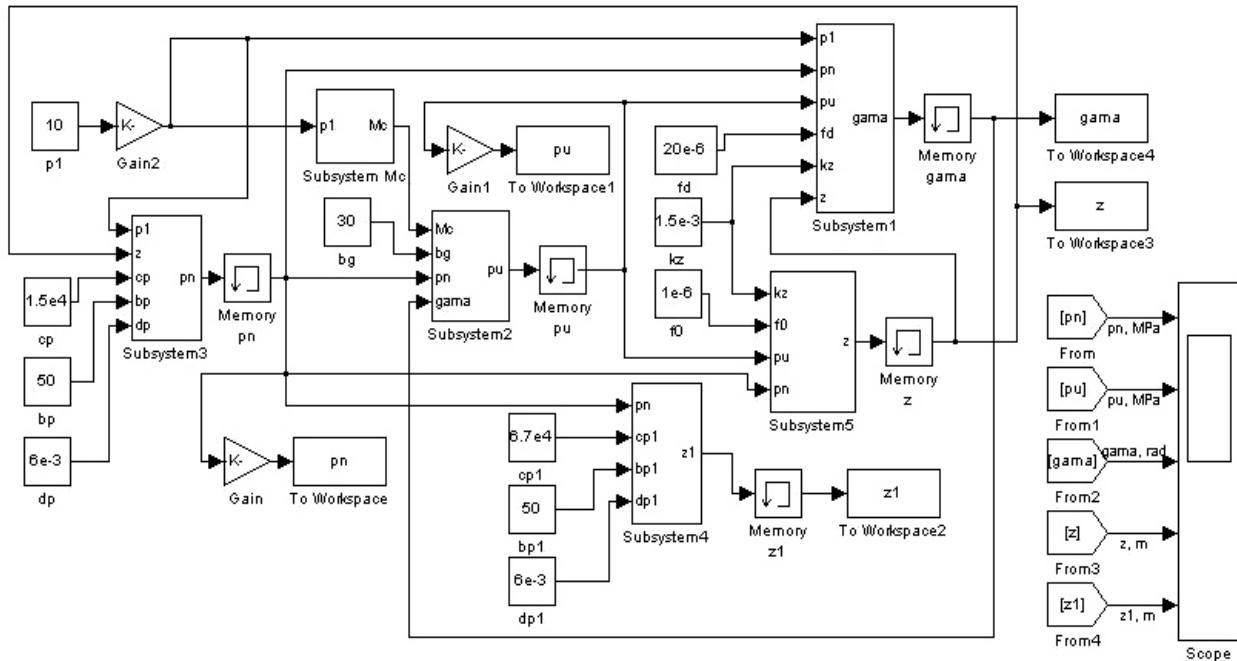 10
p1
K-
Gain2
p1
Mc
Subsystem Mc
K-
Gain1
pu
To Workspace1
20e-6
fd
1.5e-3
kz
1e-6
f0
p1
pn
pu
fd
kz
z
gama
Subsystem1
Memory
gama
gama
To Workspace4
z
To Workspace3
p1
z
cp
bp
dp
pn
Subsystem3
Memory
pn
30
bg
Mc
bg
pn
gama
pu
Subsystem2
Memory
pu
kz
f0
pu
pn
z
Subsystem5
Memory
z
1.5e4
cp
50
bp
6e-3
dp
K-
Gain
pn
To Workspace
6.7e4
cp1
50
bp1
6e-3
dp1
pn
cp1
bp1
dp1
z1
Subsystem4
Memory
z1
z1
To Workspace2
[pn]
From
pn, MPa
[pu]
From1
pu, MPa
[gama]
From2
gama, rad
[z]
From3
z, m
[z1]
From4
z1, m
Scope